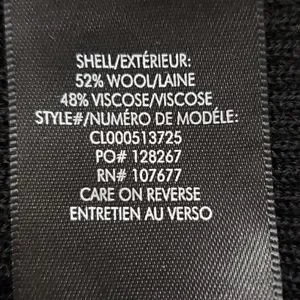 SHELL/EXTÉRIEUR:
52% WOOL/LAINE
48% VISCOSE/VISCOSE
STYLE#/NUMÉRO DE MODÉLE:
CL000513725
PO# 128267
RN# 107677
CARE ON REVERSE
ENTRETIEN AU VERSO